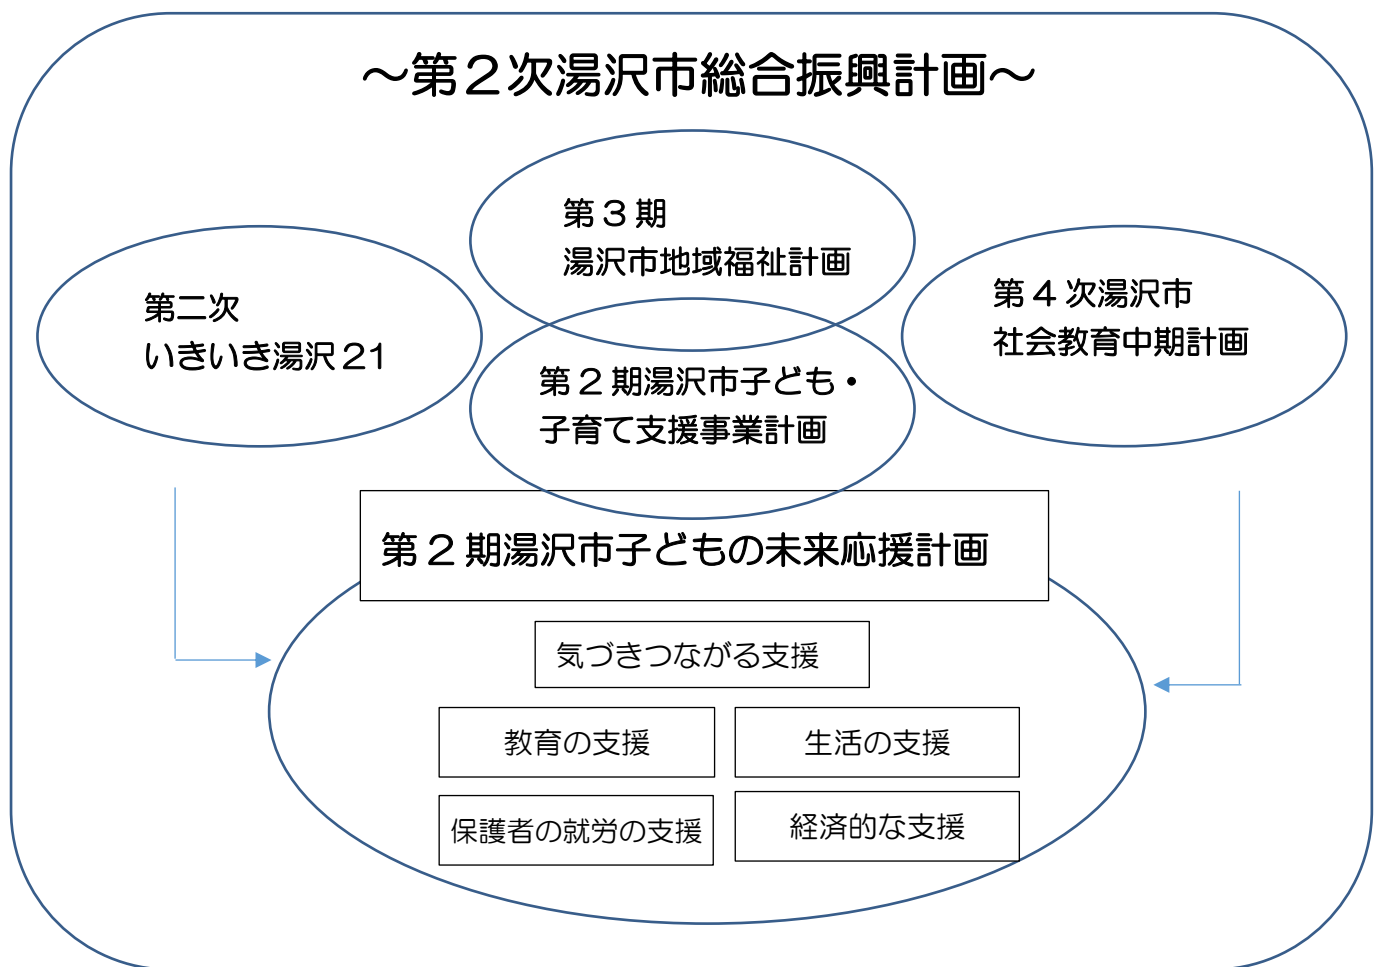 ～第２次湯沢市総合振興計画～
第３期
湯沢市地域福祉計画
第二次
いきいき湯沢 21
第４次湯沢市
社会教育中期計画
第２期湯沢市子ども・
子育て支援事業計画
第２期湯沢市子どもの未来応援計画
気づきつながる支援
教育の支援
生活の支援
保護者の就労の支援
経済的な支援